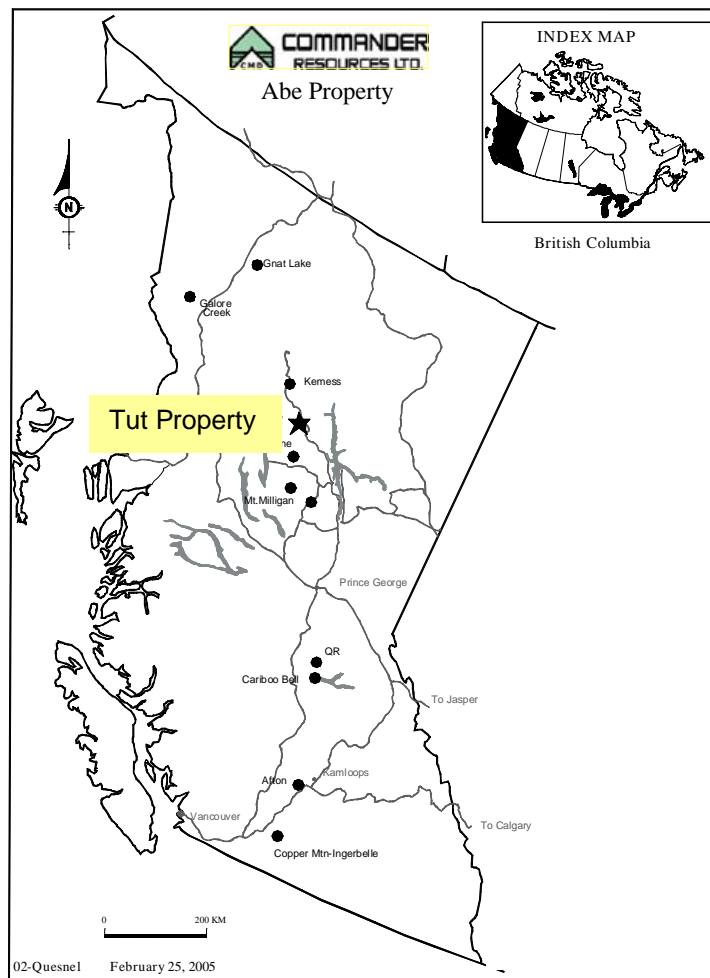 COMMANDER
RESOURCES LTD.
CMD
Abe Property
INDEX MAP
British Columbia
N
Gnat Lake
Galore
Creek
Kemess
Tut Property
Mt.Milligan
Prince George
QR
Cariboo Bell
To Jasper
Afton
Kamloops
Vancouver
To Calgary
Copper Mtn-Ingerbelle
0
200 KM
02-Quesnel
February 25, 2005